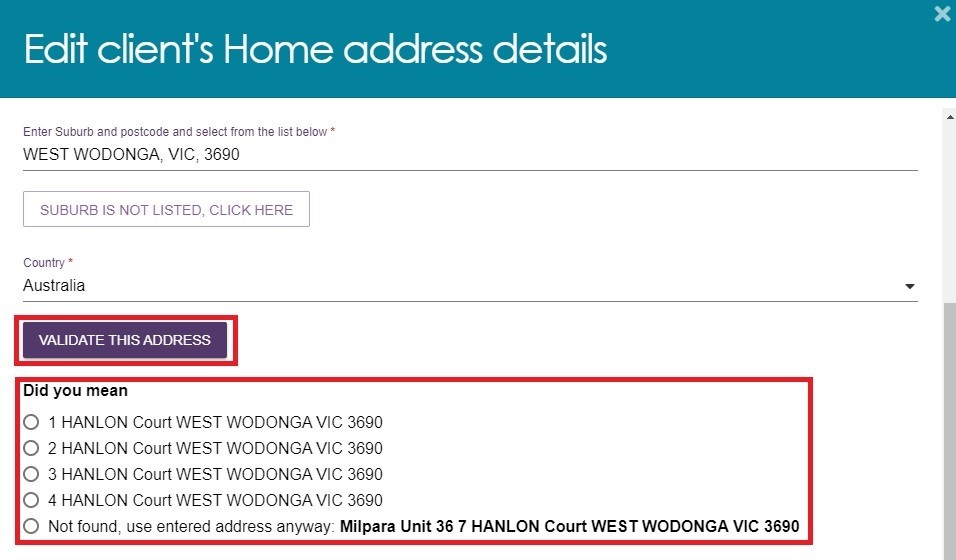 Edit client's Home address details
Enter Suburb and postcode and select from the list below *
WEST WODONGA, VIC, 3690
SUBURB IS NOT LISTED, CLICK HERE
Country *
Australia
VALIDATE THIS ADDRESS
Did you mean
1 HANLON Court WEST WODONGA VIC 3690
2 HANLON Court WEST WODONGA VIC 3690
3 HANLON Court WEST WODONGA VIC 3690
4 HANLON Court WEST WODONGA VIC 3690
Not found, use entered address anyway: Milpara Unit 36 7 HANLON Court WEST WODONGA VIC 3690